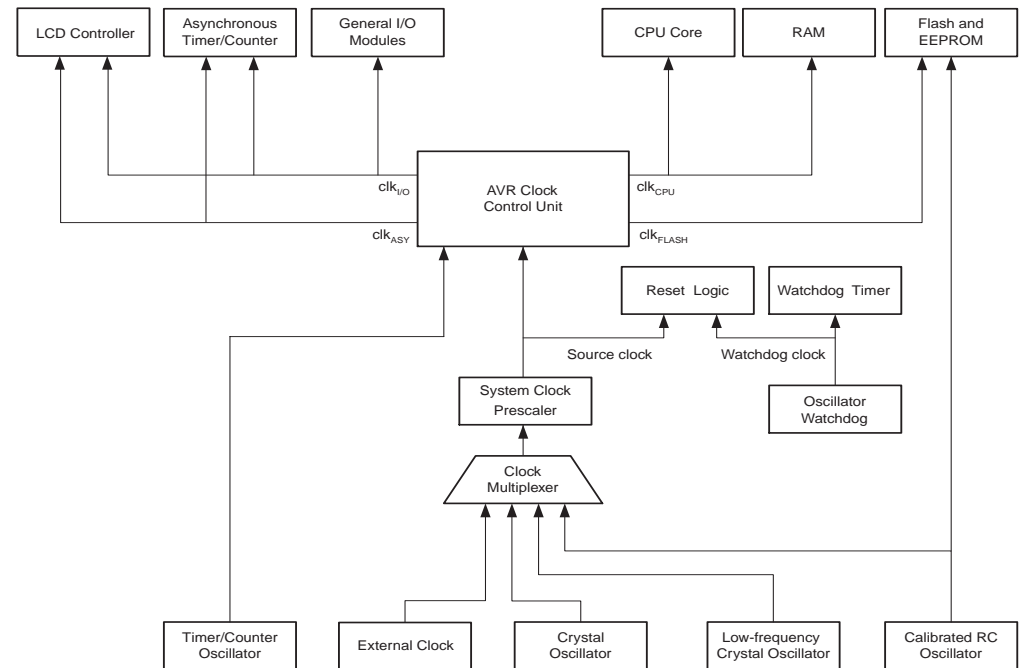 LCD Controller
Asynchronous
Timer/Counter
General I/O
Modules
CPU Core
RAM
Flash and
EEPROM
clkI/O
AVR Clock
Control Unit
clkCPU
clkASY
clkFLASH
Reset Logic
Watchdog Timer
Source clock
Watchdog clock
System Clock
Prescaler
Oscillator
Watchdog
Clock
Multiplexer
Timer/Counter
Oscillator
External Clock
Crystal
Oscillator
Low-frequency
Crystal Oscillator
Calibrated RC
Oscillator